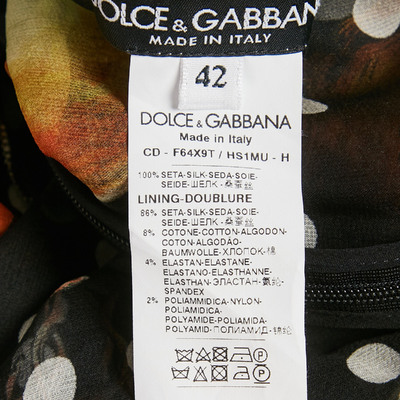 DOLCE & GABBAN
MADE IN ITALY
42
DOLCE & GABBANA
Made in Italy
CD - F64X9T / HS1MU - H
100% SETA-SILK-SEDA-SOIE-
SEIDE-ШЕЛК-桑蚕丝
LINING-DOUBLURE
86% SETA-SILK-SEDA-SOIE-
SEIDE-ШЕЛК-桑蚕丝
8% COTONE-COTTON-ALGODON-
COTON-ALGODAO-
BAUMWOLLE-ХЛОПОК-棉
4% ELASTAN-ELASTANE-
ELASTANO-ELASTHANNE-
ELASTHAN-ЭЛАСТАН-氨纶-
SPANDEX
2% POLIAMMIDICA-NYLON-
POLIAMIDICA-
POLYAMIDE-POLIAMIDA-
POLYAMID-ПОЛИАМИД-锦纶